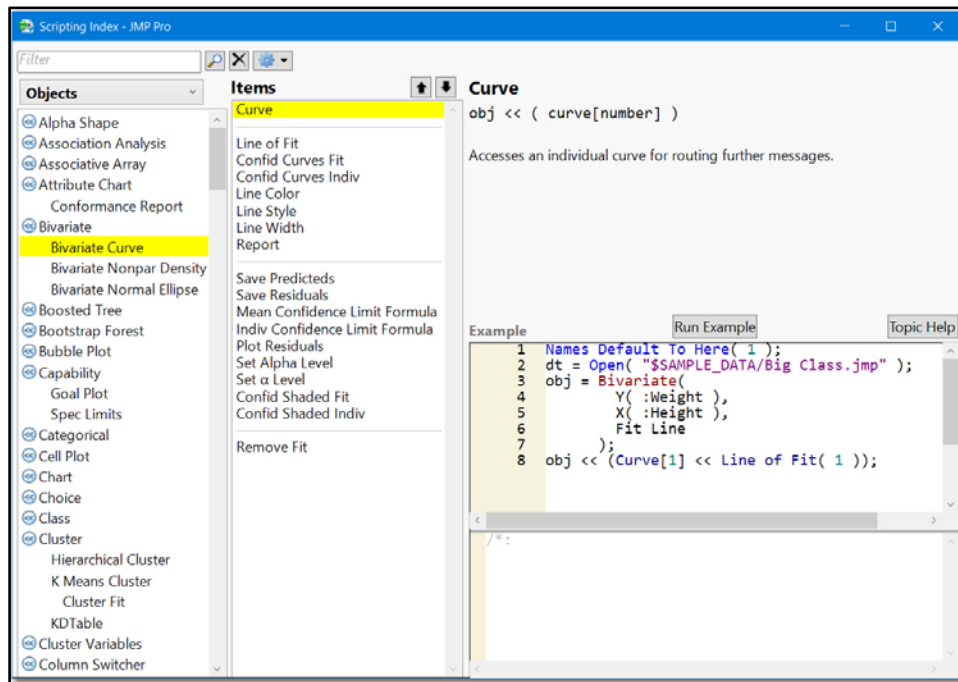 Scripting Index - JMP Pro
Filter
Objects
Alpha Shape
Association Analysis
Associative Array
Attribute Chart
Conformance Report
Bivariate
Bivariate Curve
Bivariate Nonpar Density
Bivariate Normal Ellipse
Boosted Tree
Bootstrap Forest
Bubble Plot
Capability
Goal Plot
Spec Limits
Categorical
Cell Plot
Chart
Choice
Class
Cluster
Hierarchical Cluster
K Means Cluster
Cluster Fit
KDTable
Cluster Variables
Column Switcher
Items
Curve
Line of Fit
Confid Curves Fit
Confid Curves Indiv
Line Color
Line Style
Line Width
Report
Save Predicteds
Save Residuals
Mean Confidence Limit Formula
Indiv Confidence Limit Formula
Plot Residuals
Set Alpha Level
Set α Level
Confid Shaded Fit
Confid Shaded Indiv
Remove Fit
Curve
obj << ( curve[number] )
Accesses an individual curve for routing further messages.
Example
Run Example
Topic Help
1 Names Default To Here( 1 );
2 dt = Open( "$SAMPLE_DATA/Big Class.jmp" );
3 obj = Bivariate(
4 Y( :Weight ),
5 X( :Height ),
6 Fit Line
7 );
8 obj << (Curve[1] << Line of Fit( 1 ));
/*: